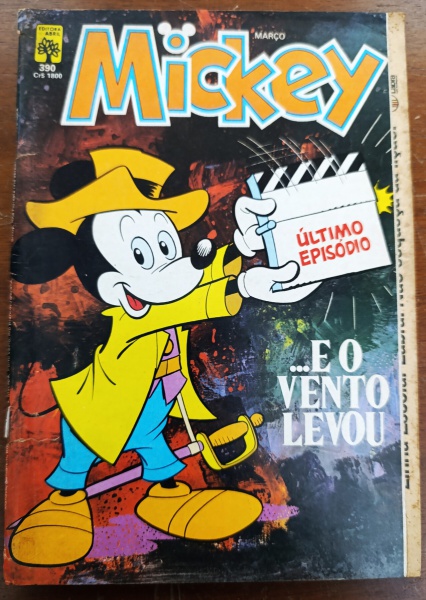 EDITORA
ABRIL
390
Cr$ 1800
MARÇO
Mickey
ÚLTIMO
EPISÓDIO
...E O
VENTO
LEVOU